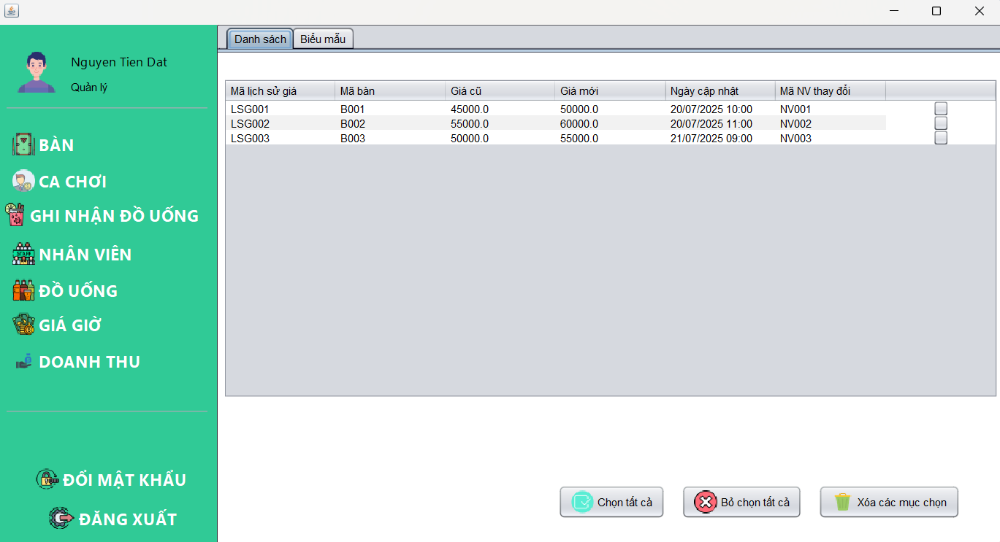 Nguyen Tien Dat
Quản lý
BÀN
CA CHƠI
GHI NHẬN ĐỒ UỐNG
STAFF
NHÂN VIÊN
ĐỒ UỐNG
GIÁ GIỜ
DOANH THU
ĐỔI MẬT KHẨU
ĐĂNG XUẤT
Danh sách Biểu mẫu
Mã lịch sử giá Mã bàn Giá cũ Giá mới Ngày cập nhật Mã NV thay đổi
LSG001 B001 45000.0 50000.0 20/07/2025 10:00 NV001
LSG002 B002 55000.0 60000.0 20/07/2025 11:00 NV002
LSG003 B003 50000.0 55000.0 21/07/2025 09:00 NV003
Chọn tất cả Bỏ chọn tất cả Xóa các mục chọn